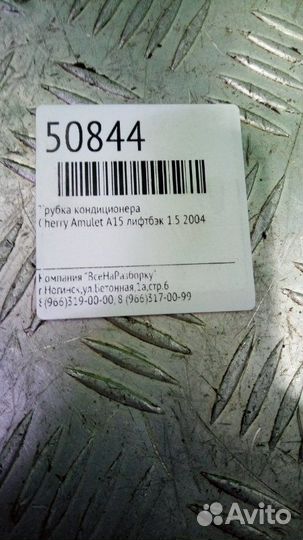 50844
Трубка кондиционера
Cherry Amulet A15 лифтбэк 1.5 2004
Компания "ВсеНаРазборку"
г.Ногинск,ул.Бетонная,1а,стр.6
8(966)319-00-00, 8 (966)317-00-99
Avito